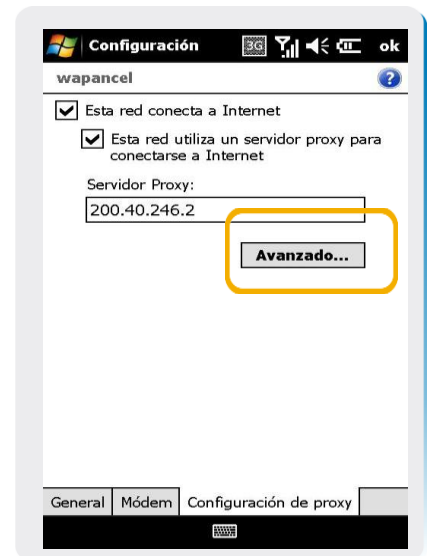 Configuración 3G ok
wapancel ?
Esta red conecta a Internet
Esta red utiliza un servidor proxy para
conectarse a Internet
Servidor Proxy:
200.40.246.2
Avanzado...
General Módem Configuración de proxy